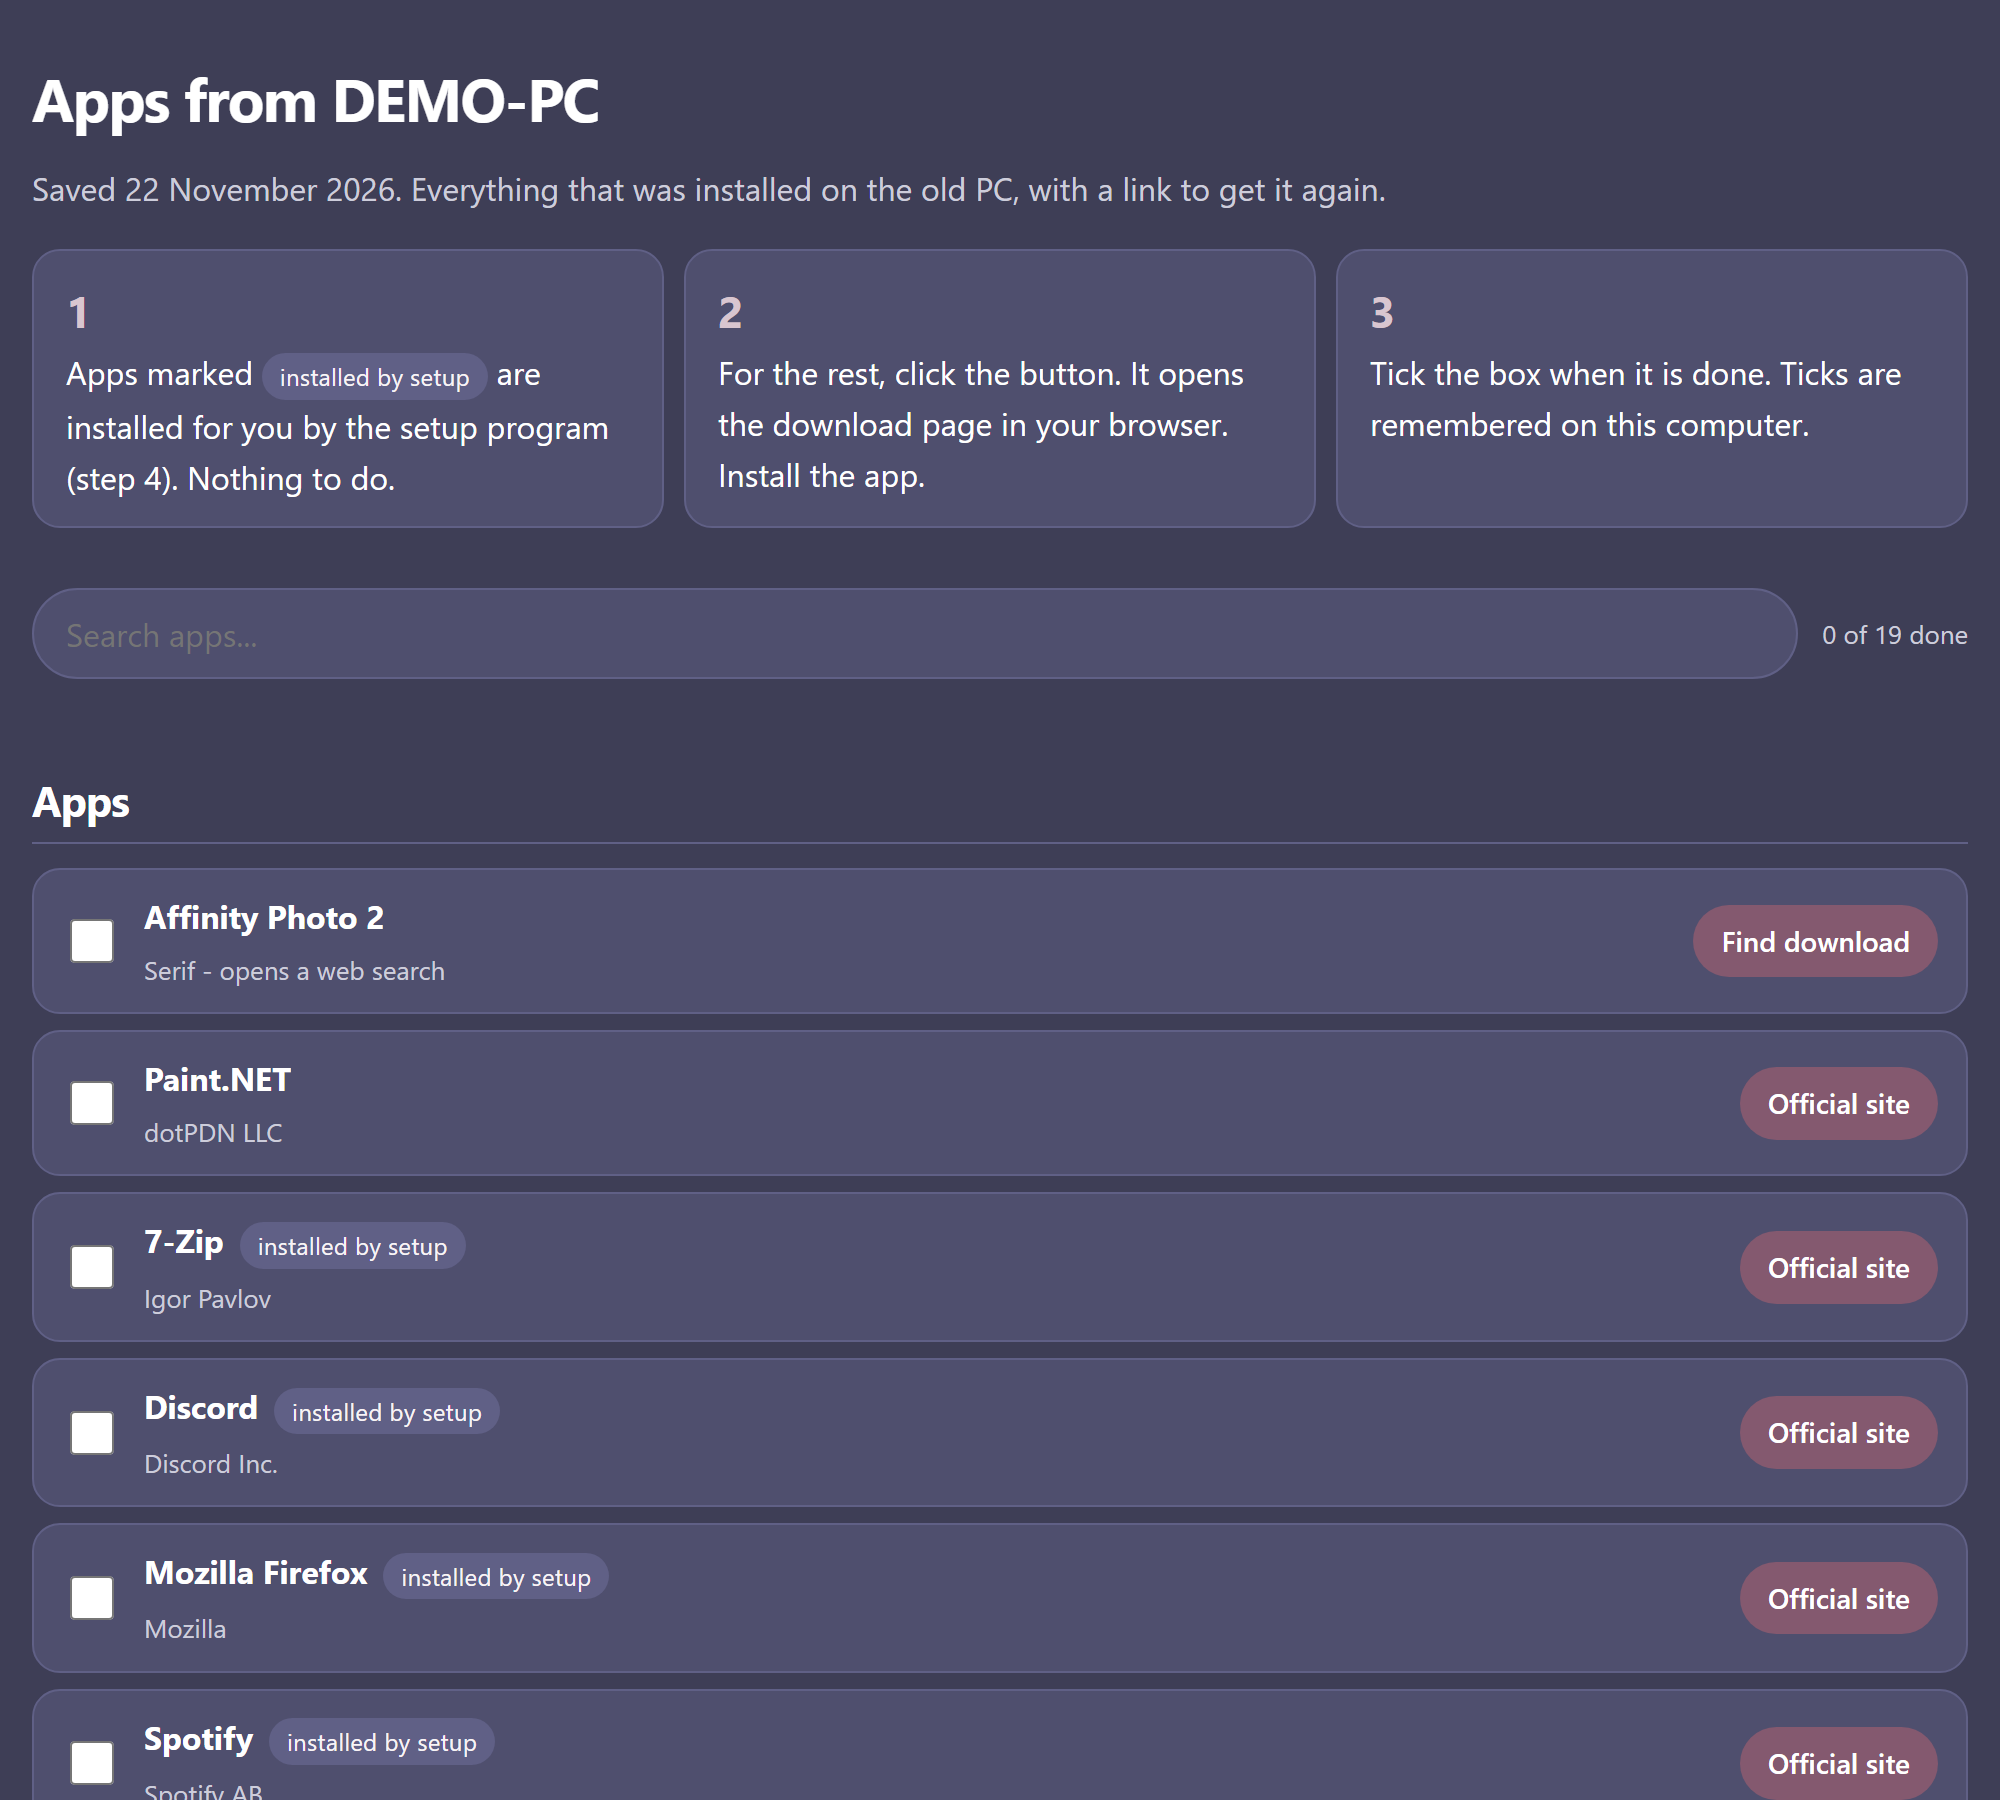 Apps from DEMO-PC
Saved 22 November 2026. Everything that was installed on the old PC, with a link to get it again.
1
Apps marked installed by setup are
installed for you by the setup program
(step 4). Nothing to do.
2
For the rest, click the button. It opens
the download page in your browser.
Install the app.
3
Tick the box when it is done. Ticks are
remembered on this computer.
Search apps...
0 of 19 done
Apps
Affinity Photo 2
Serif - opens a web search
Find download
Paint.NET
dotPDN LLC
Official site
7-Zip installed by setup
Igor Pavlov
Official site
Discord installed by setup
Discord Inc.
Official site
Mozilla Firefox installed by setup
Mozilla
Official site
Spotify installed by setup
Spotify AB
Official site